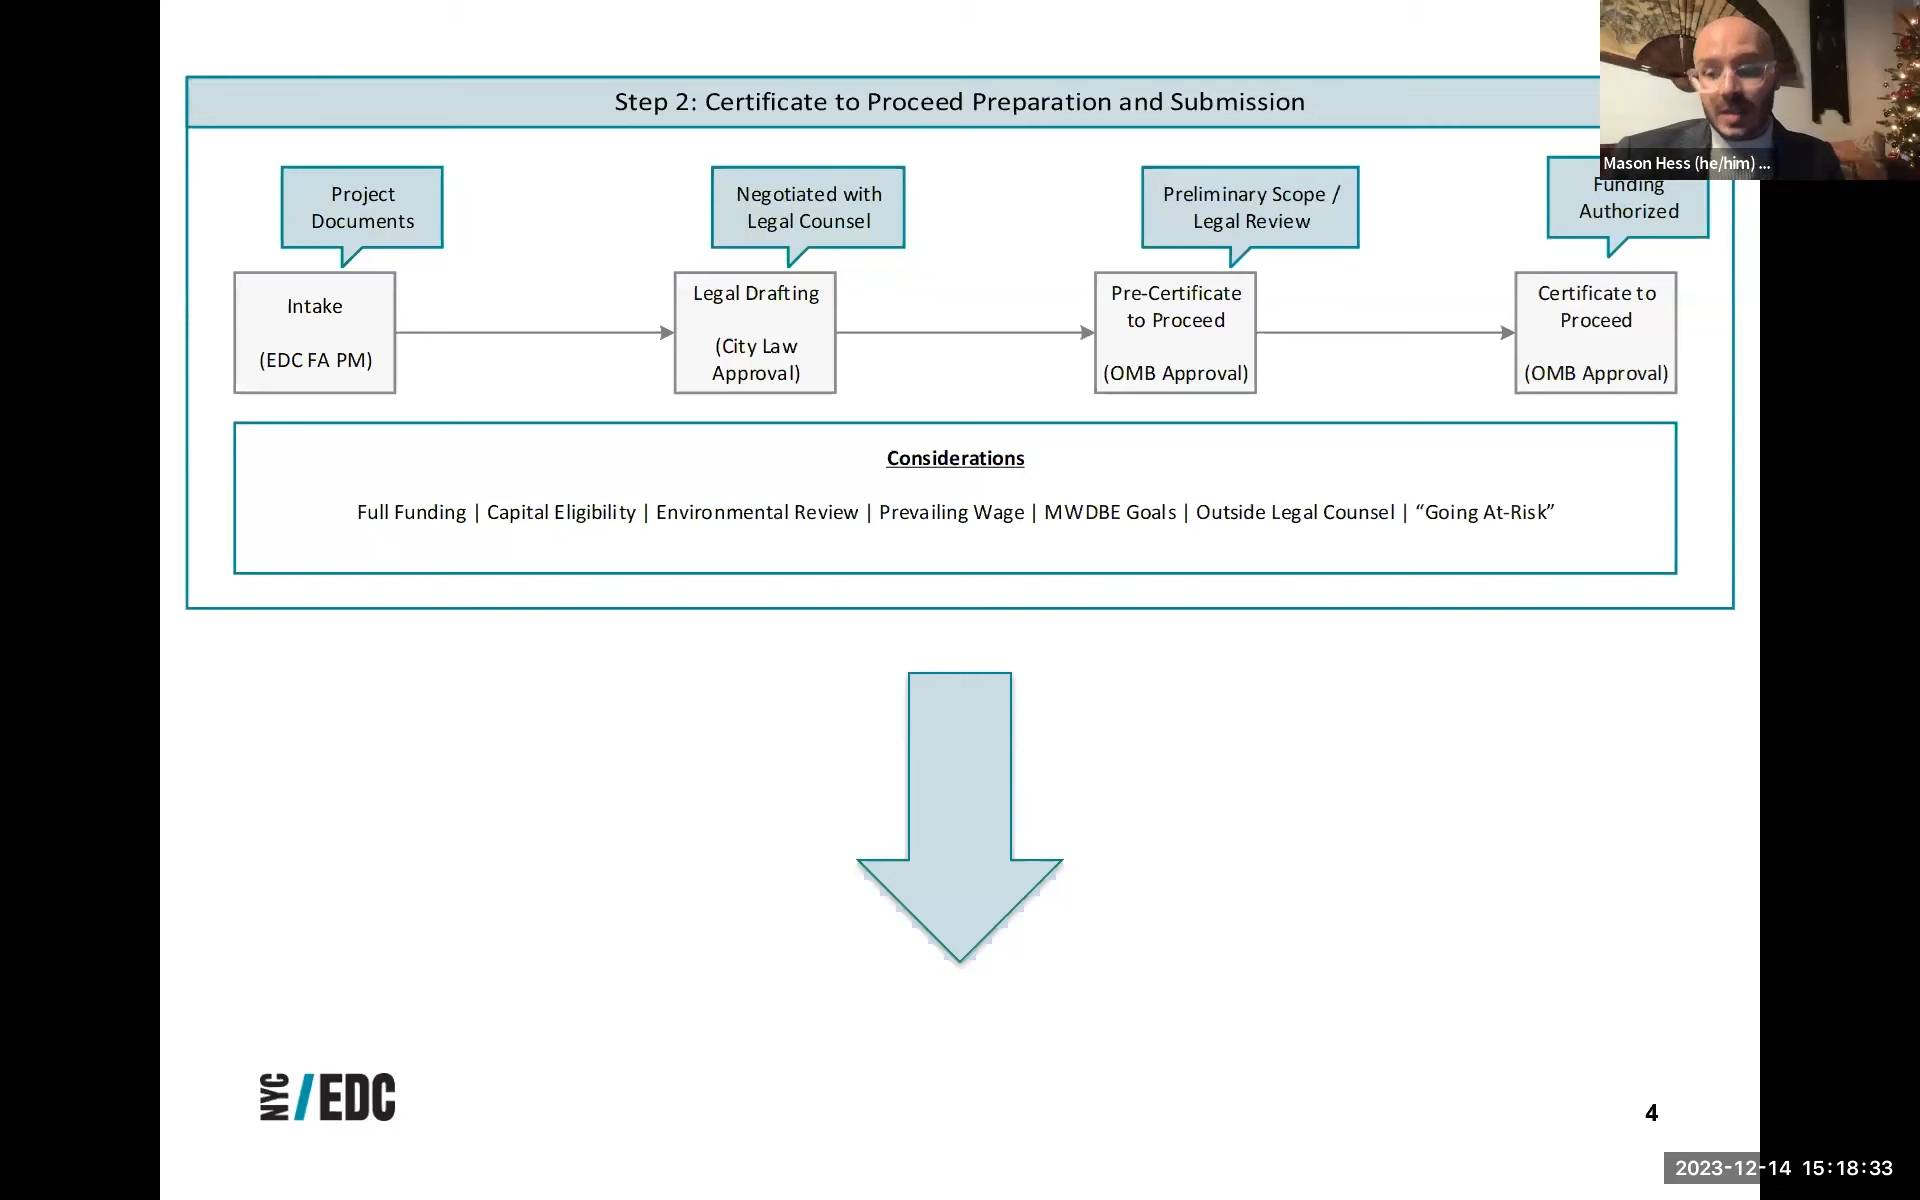 Step 2: Certificate to Proceed Preparation and Submission
Mason Hess (he/him) ...
Project
Documents
Negotiated with
Legal Counsel
Preliminary Scope /
Legal Review
Funding
Authorized
Intake
(EDC FA PM)
Legal Drafting
(City Law
Approval)
Pre-Certificate
to Proceed
(OMB Approval)
Certificate to
Proceed
(OMB Approval)
Considerations
Full Funding | Capital Eligibility | Environmental Review | Prevailing Wage | MWDBE Goals | Outside Legal Counsel | “Going At-Risk”
NYC / EDC
4
2023-12-14 15:18:33